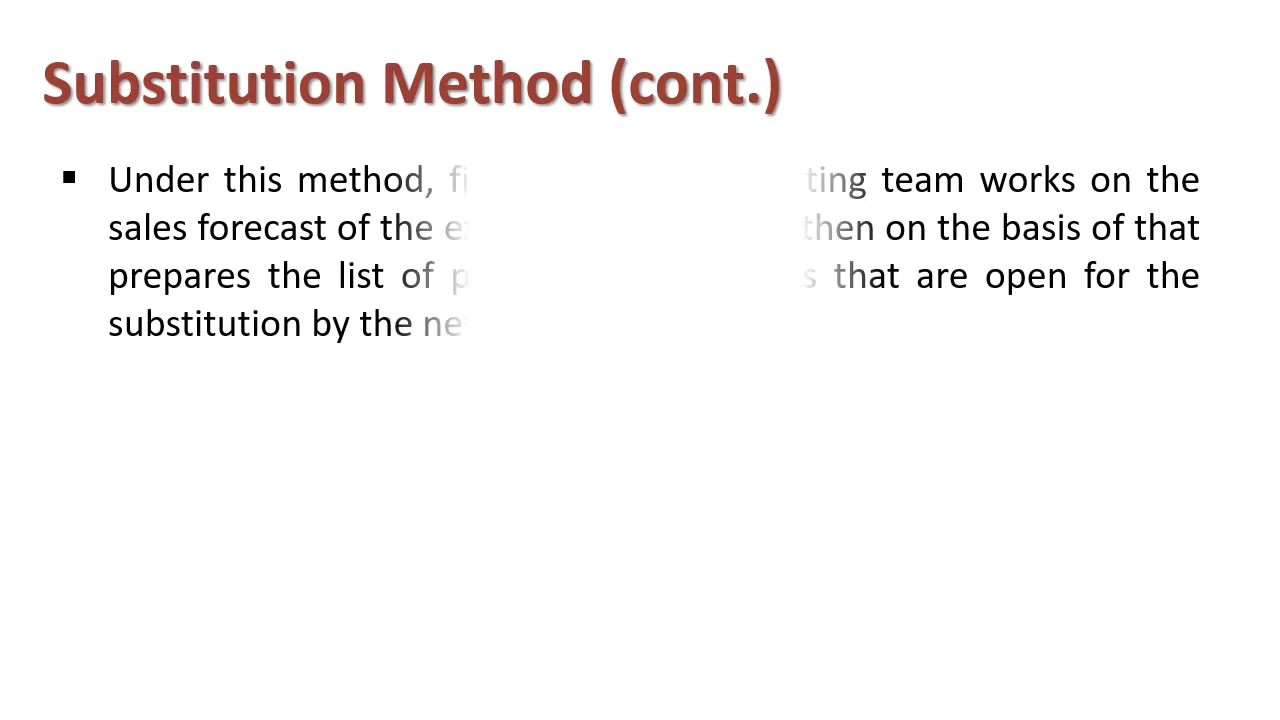 Substitution Method (cont.)
▪ Under this method, team works on the
sales forecast of the then on the basis of that
prepares the list of that are open for the
substitution by the